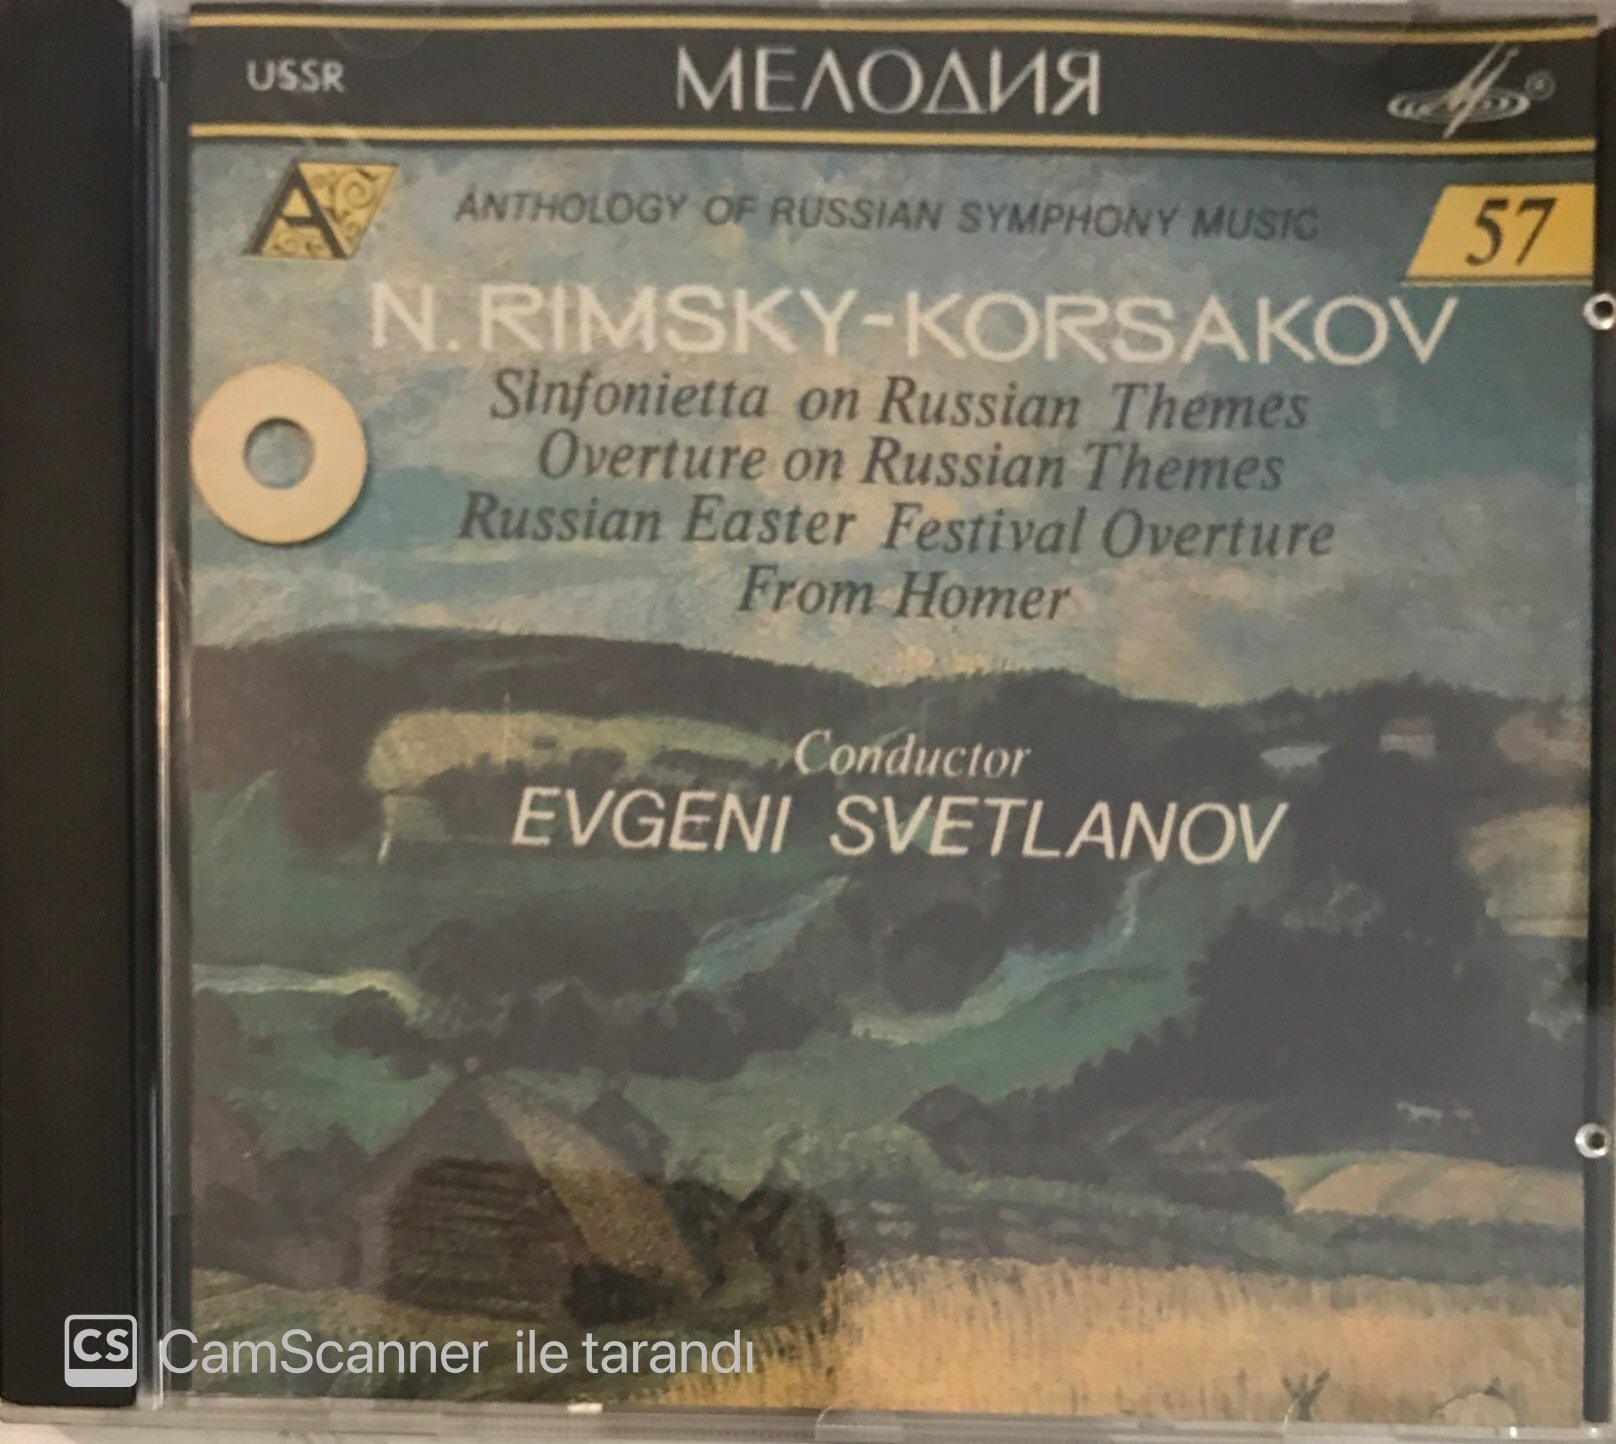 USSR
МЕЛОДИЯ
®
A
ANTHOLOGY OF RUSSIAN SYMPHONY MUSIC
57
N. RIMSKY-KORSAKOV
SInfonietta on Russian Themes
Overture on Russian Themes
Russian Easter Festival Overture
From Homer
Conductor
EVGENI SVETLANOV
CS CamScanner ile tarandı